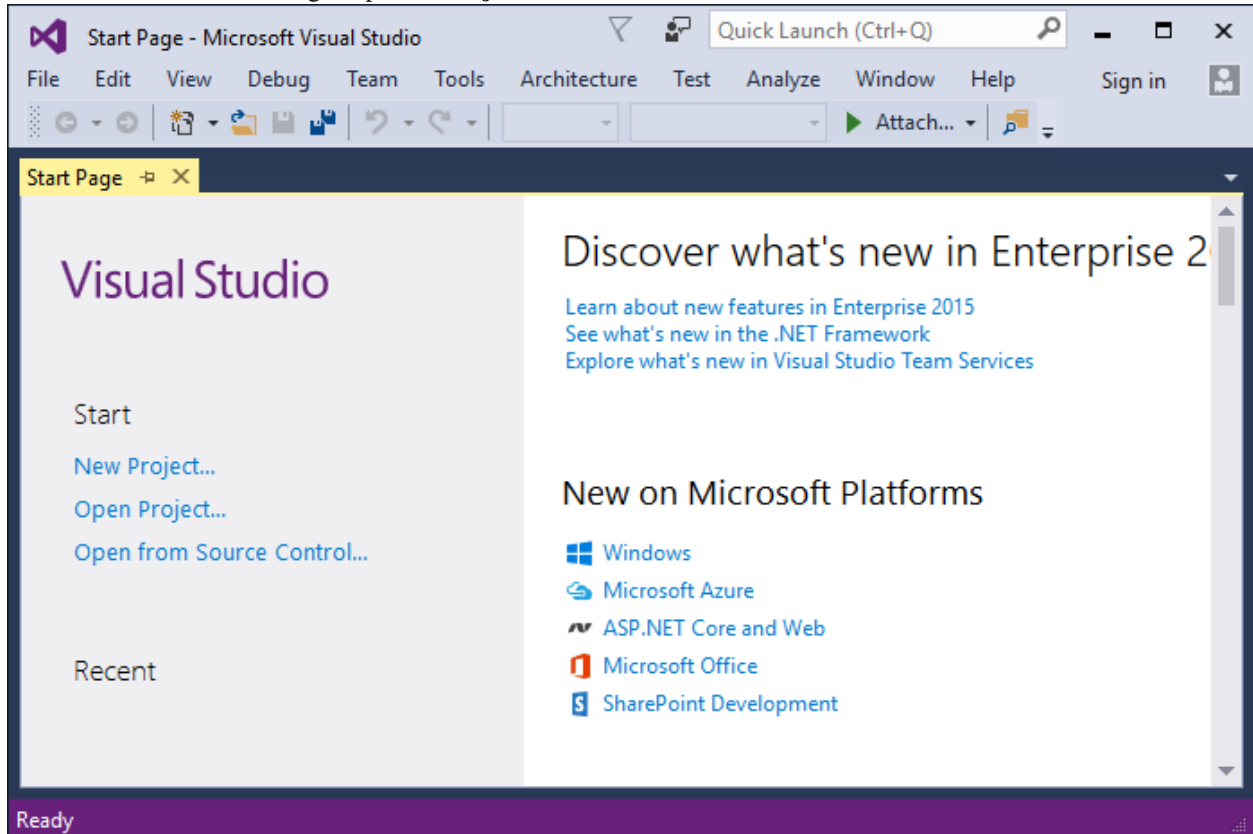 Start Page - Microsoft Visual Studio
Quick Launch (Ctrl+Q)
File Edit View Debug Team Tools Architecture Test Analyze Window Help Sign in
Attach...
Start Page
Visual Studio
Start
New Project...
Open Project...
Open from Source Control...
Recent
Discover what's new in Enterprise 2
Learn about new features in Enterprise 2015
See what's new in the .NET Framework
Explore what's new in Visual Studio Team Services
New on Microsoft Platforms
Windows
Microsoft Azure
ASP.NET Core and Web
Microsoft Office
SharePoint Development
Ready